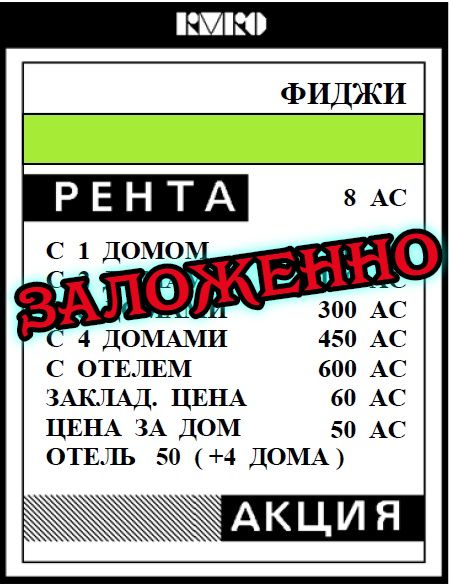 ФИДЖИ
РЕНТА 8 АС
С 1 ДОМОМ
ЗАЛОЖЕННО
ДОМАМИ 300 АС
С 4 ДОМАМИ 450 АС
С ОТЕЛЕМ 600 АС
ЗАКЛАД. ЦЕНА 60 АС
ЦЕНА ЗА ДОМ 50 АС
ОТЕЛЬ 50 ( +4 ДОМА )
АКЦИЯ